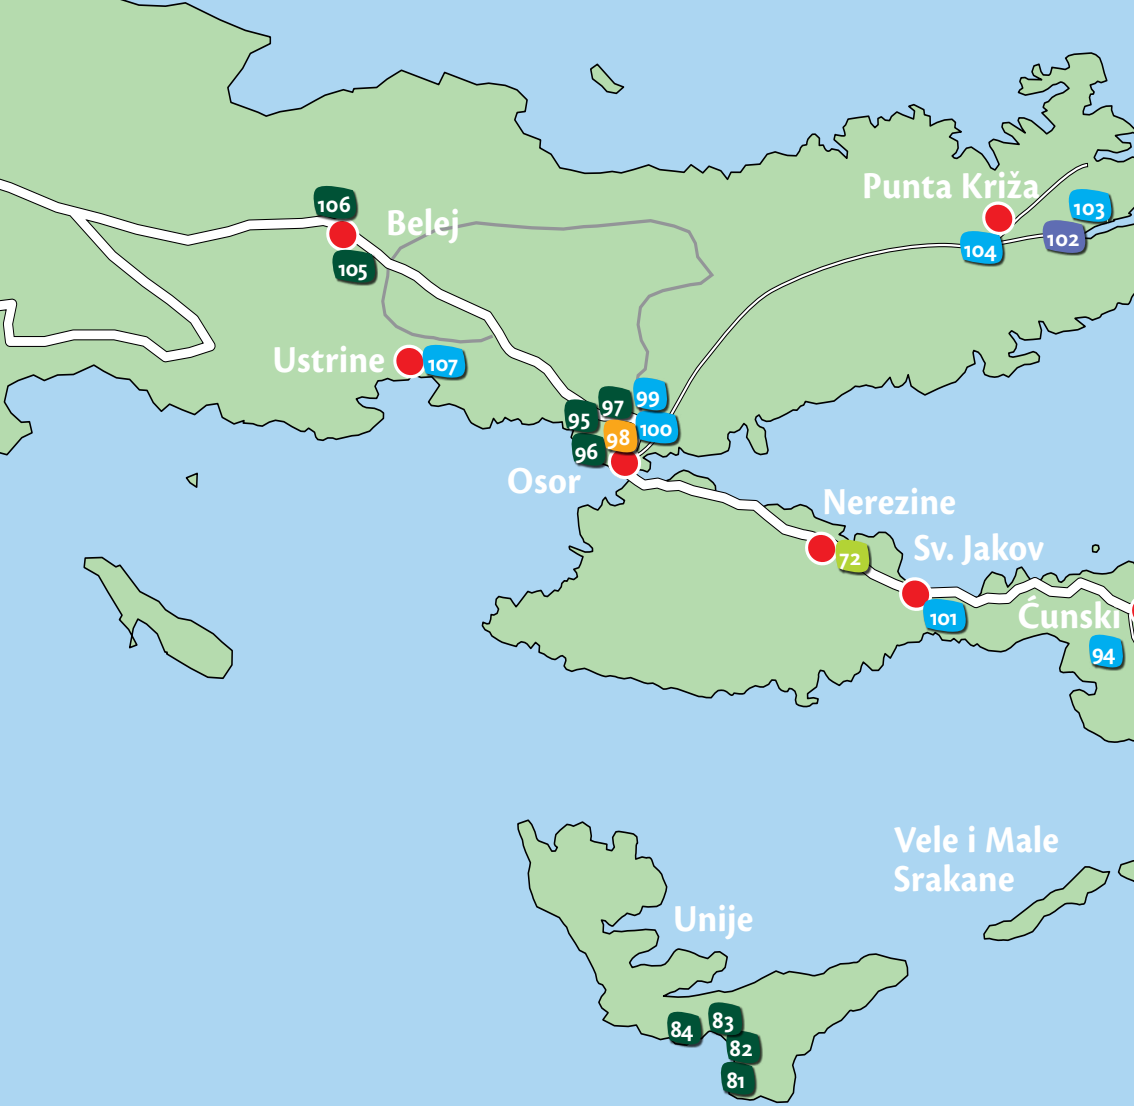 Punta Križa
103
102
104
106
Belej
105
Ustrine
107
99
97
95
100
98
96
Osor
Nerezine
72
Sv. Jakov
101
Ćunski
94
Vele i Male
Srakane
Unije
83
84
82
81